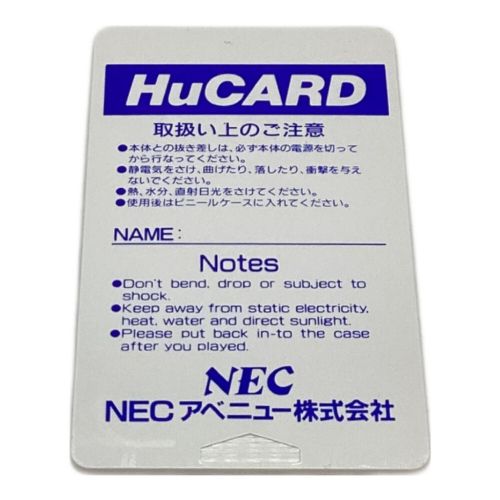 HuCARD
取扱い上のご注意
●本体との抜き差しは、必ず本体の電源を切って
から行なってください。
●静電気をさけ、曲げたり、落したり、衝撃を与え
ないでください。
●熱、水分、直射日光をさけてください。
●使用後はビニールケースに入れてください。
NAME:
Notes
●Don't bend, drop or subject to
shock.
●Keep away from static electricity,
heat, water and direct sunlight.
●Please put back in-to the case
after you played.
NEC
NECアベニュー株式会社